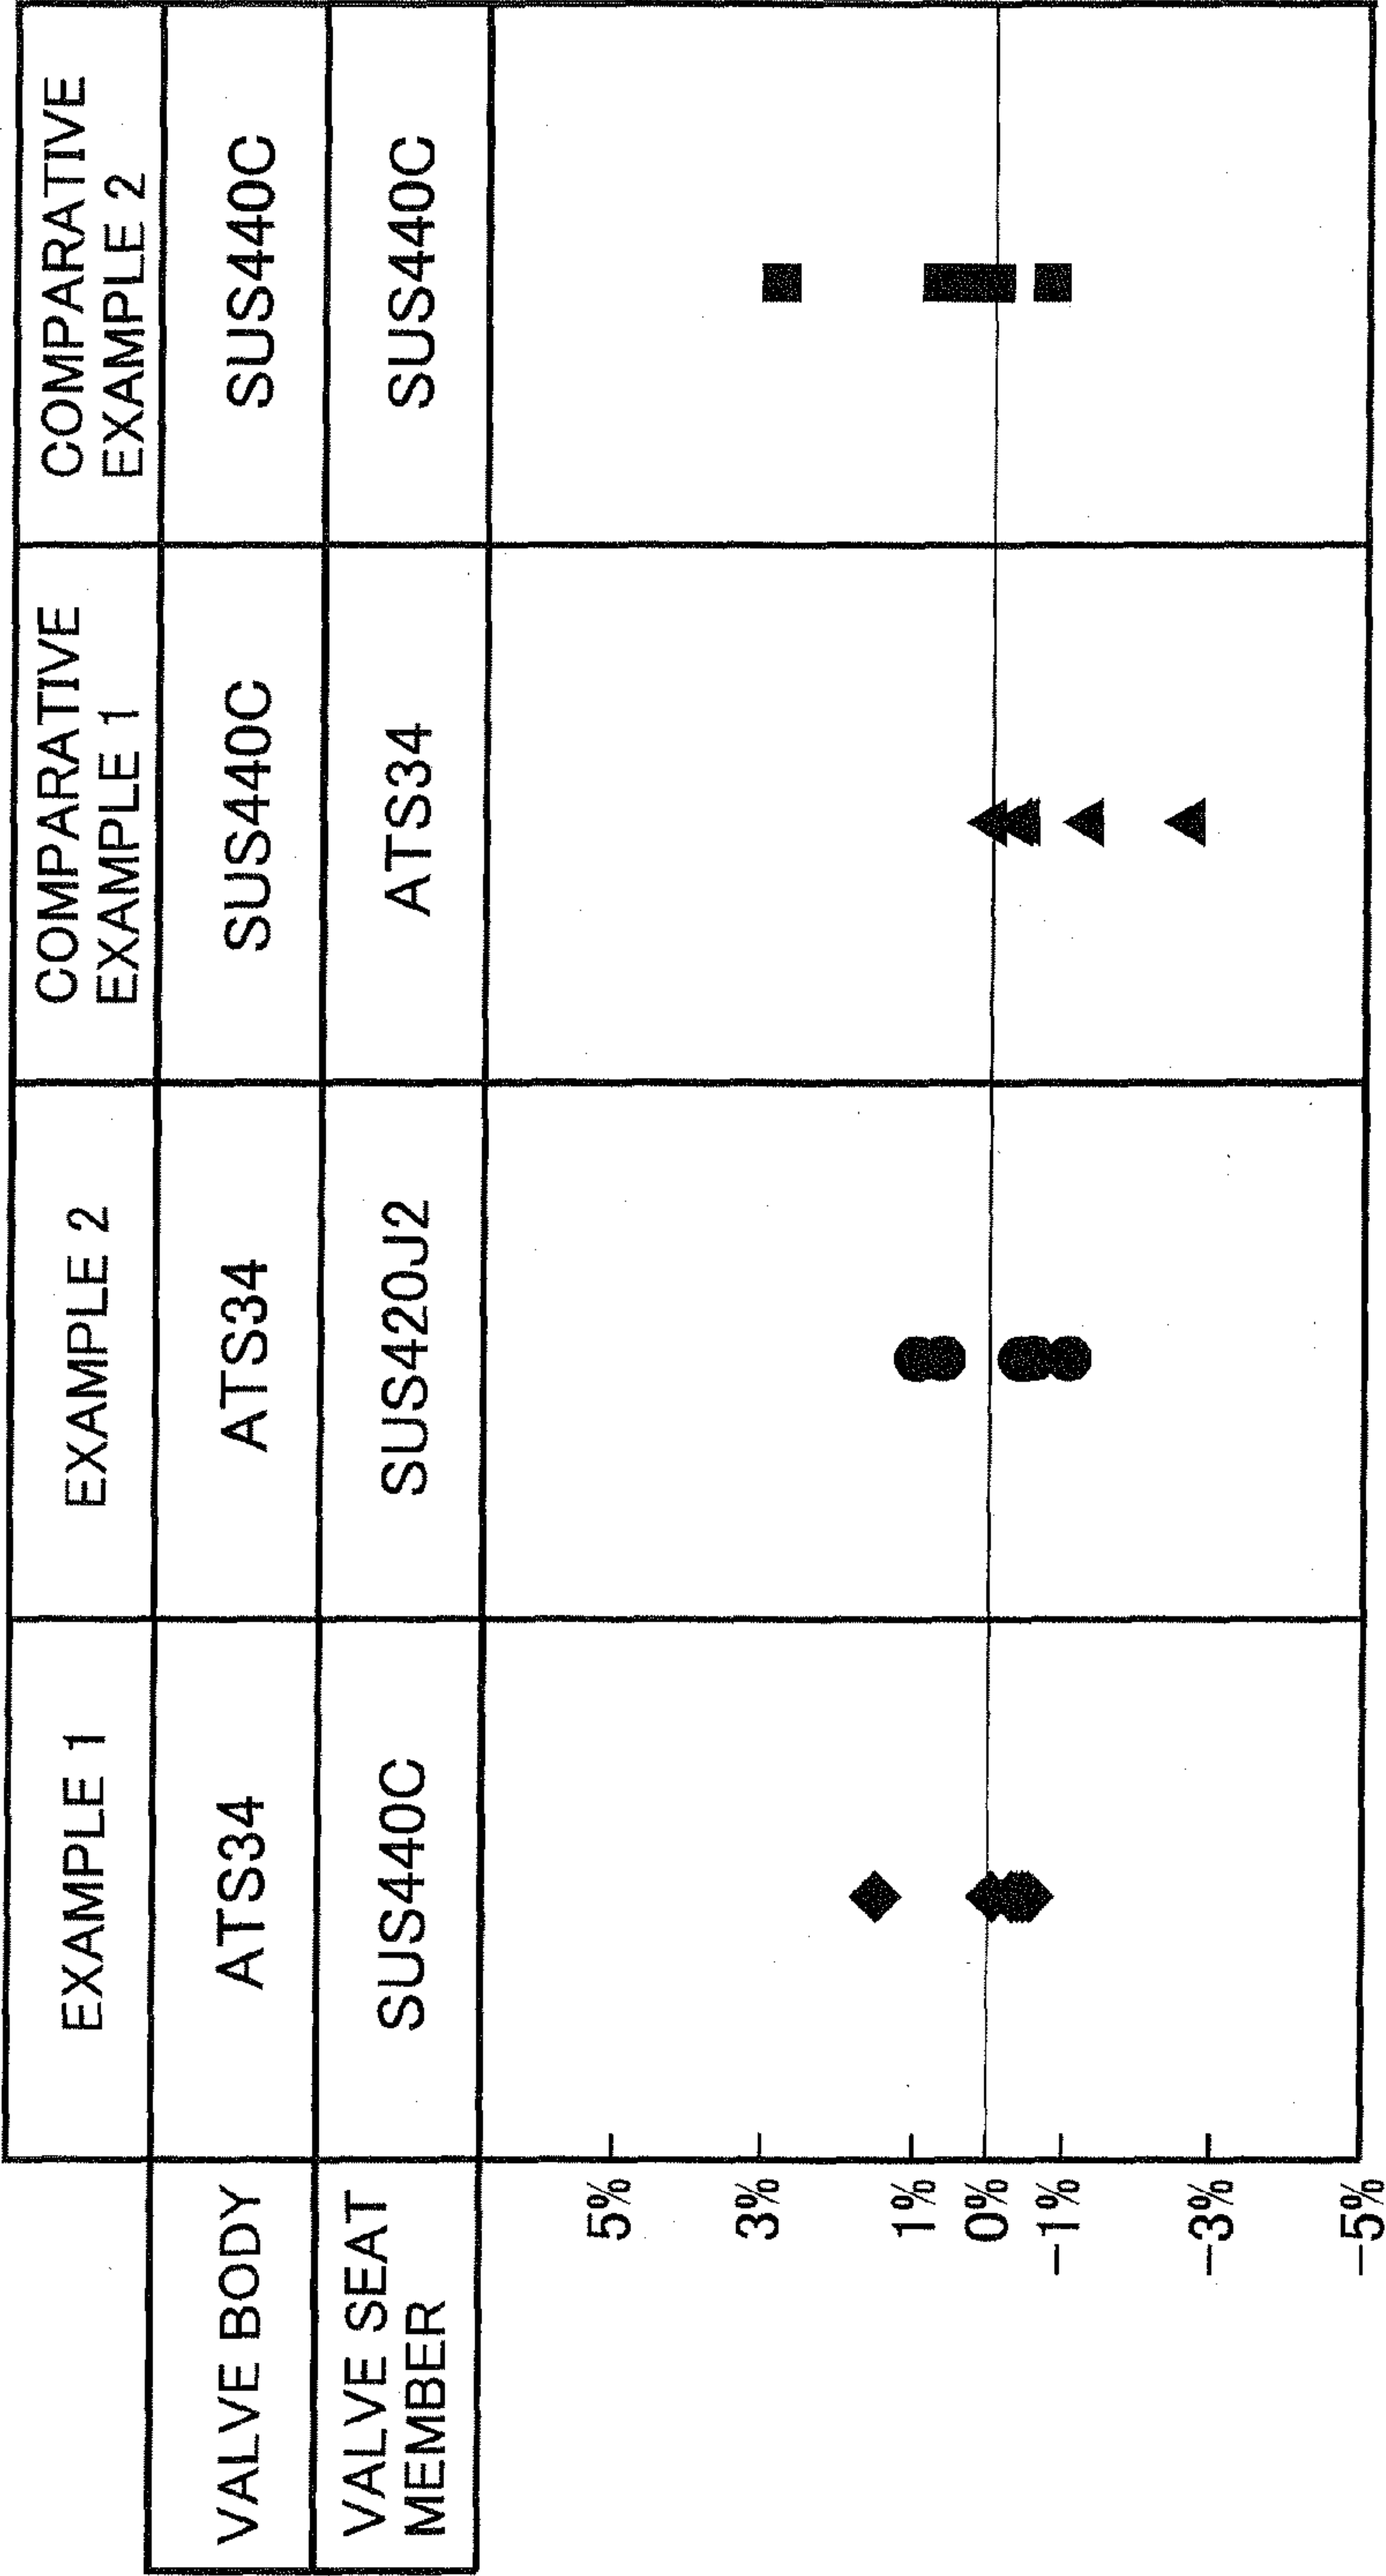 EXAMPLE 1
EXAMPLE 2
COMPARATIVE
EXAMPLE 1
COMPARATIVE
EXAMPLE 2
VALVE BODY
ATS34
ATS34
SUS440C
SUS440C
VALVE SEAT
MEMBER
SUS440C
SUS420J2
ATS34
SUS440C
5%
3%
1%
0%
−1%
−3%
−5%